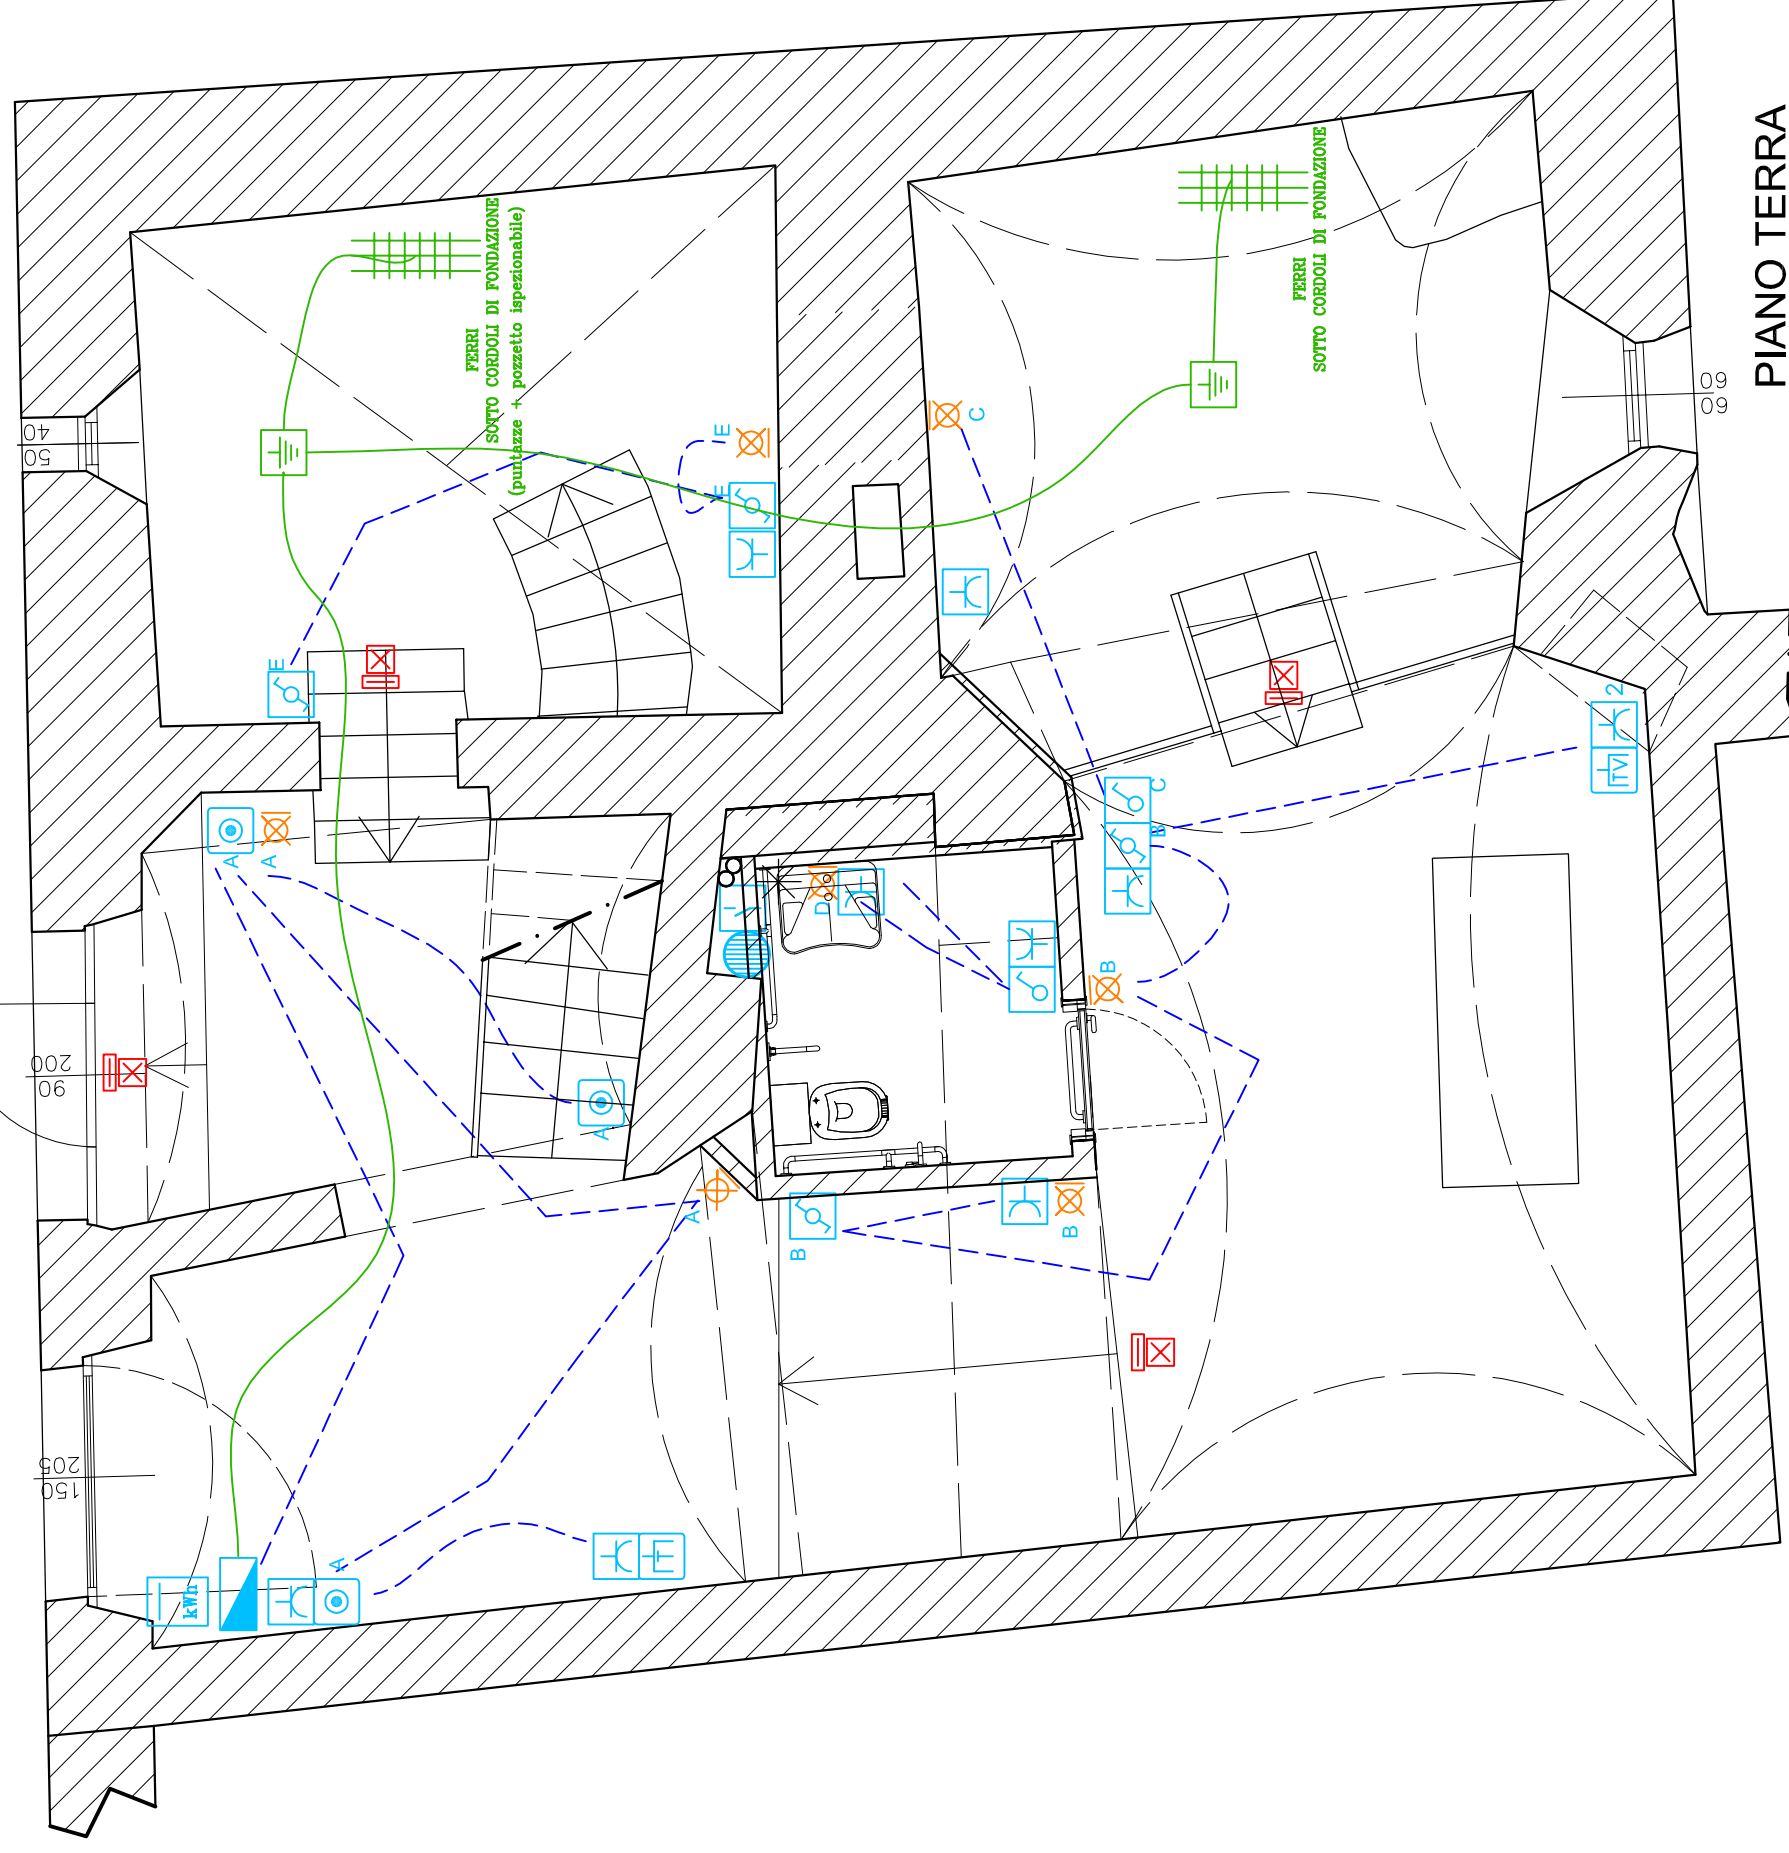 PIANO TERRA
FERRI
SOTTO CORDOLI DI FONDAZIONE
(puntazze + pozzetto ispezionabile)
FERRI
SOTTO CORDOLI DI FONDAZIONE
40
50
60
60
200
90
205
150
E
E
E
C
C
B
B
B
B
A
A
A
A
A
D
2
TV
kWh